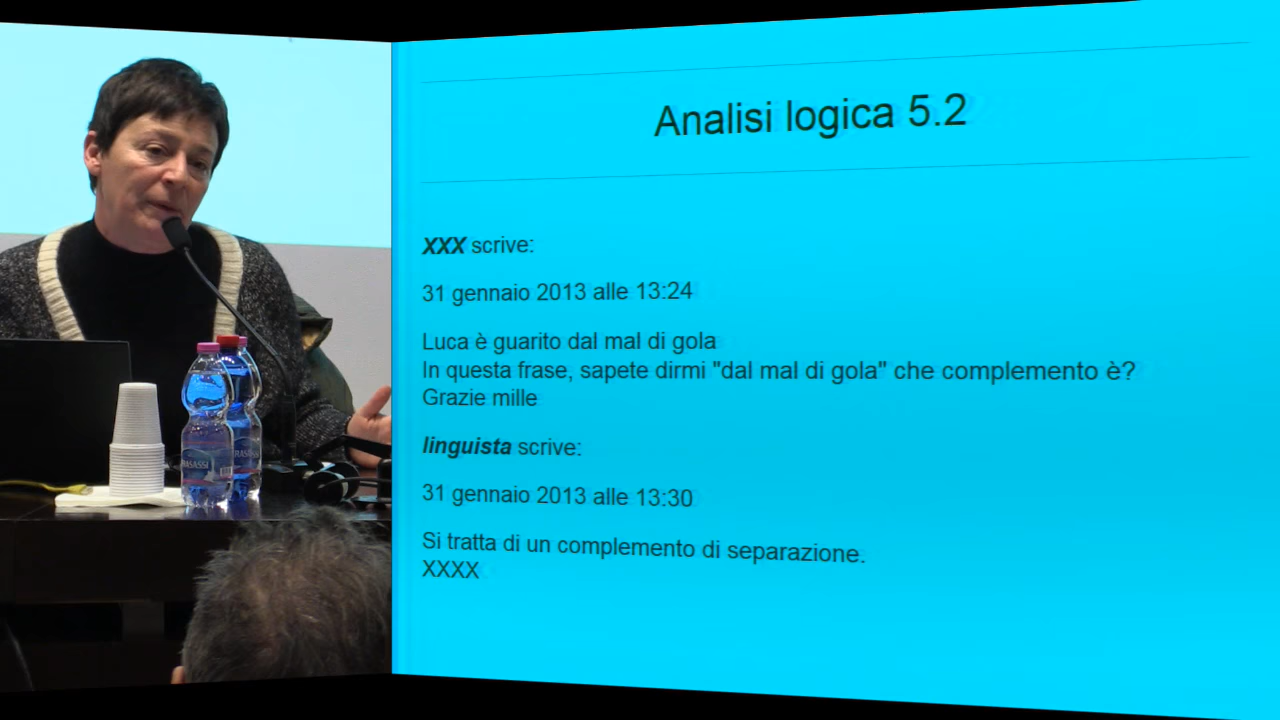 Analisi logica 5.2
XXX scrive:
31 gennaio 2013 alle 13:24
Luca è guarito dal mal di gola
In questa frase, sapete dirmi "dal mal di gola" che complemento è?
Grazie mille
linguista scrive:
31 gennaio 2013 alle 13:30
Si tratta di un complemento di separazione.
XXXX